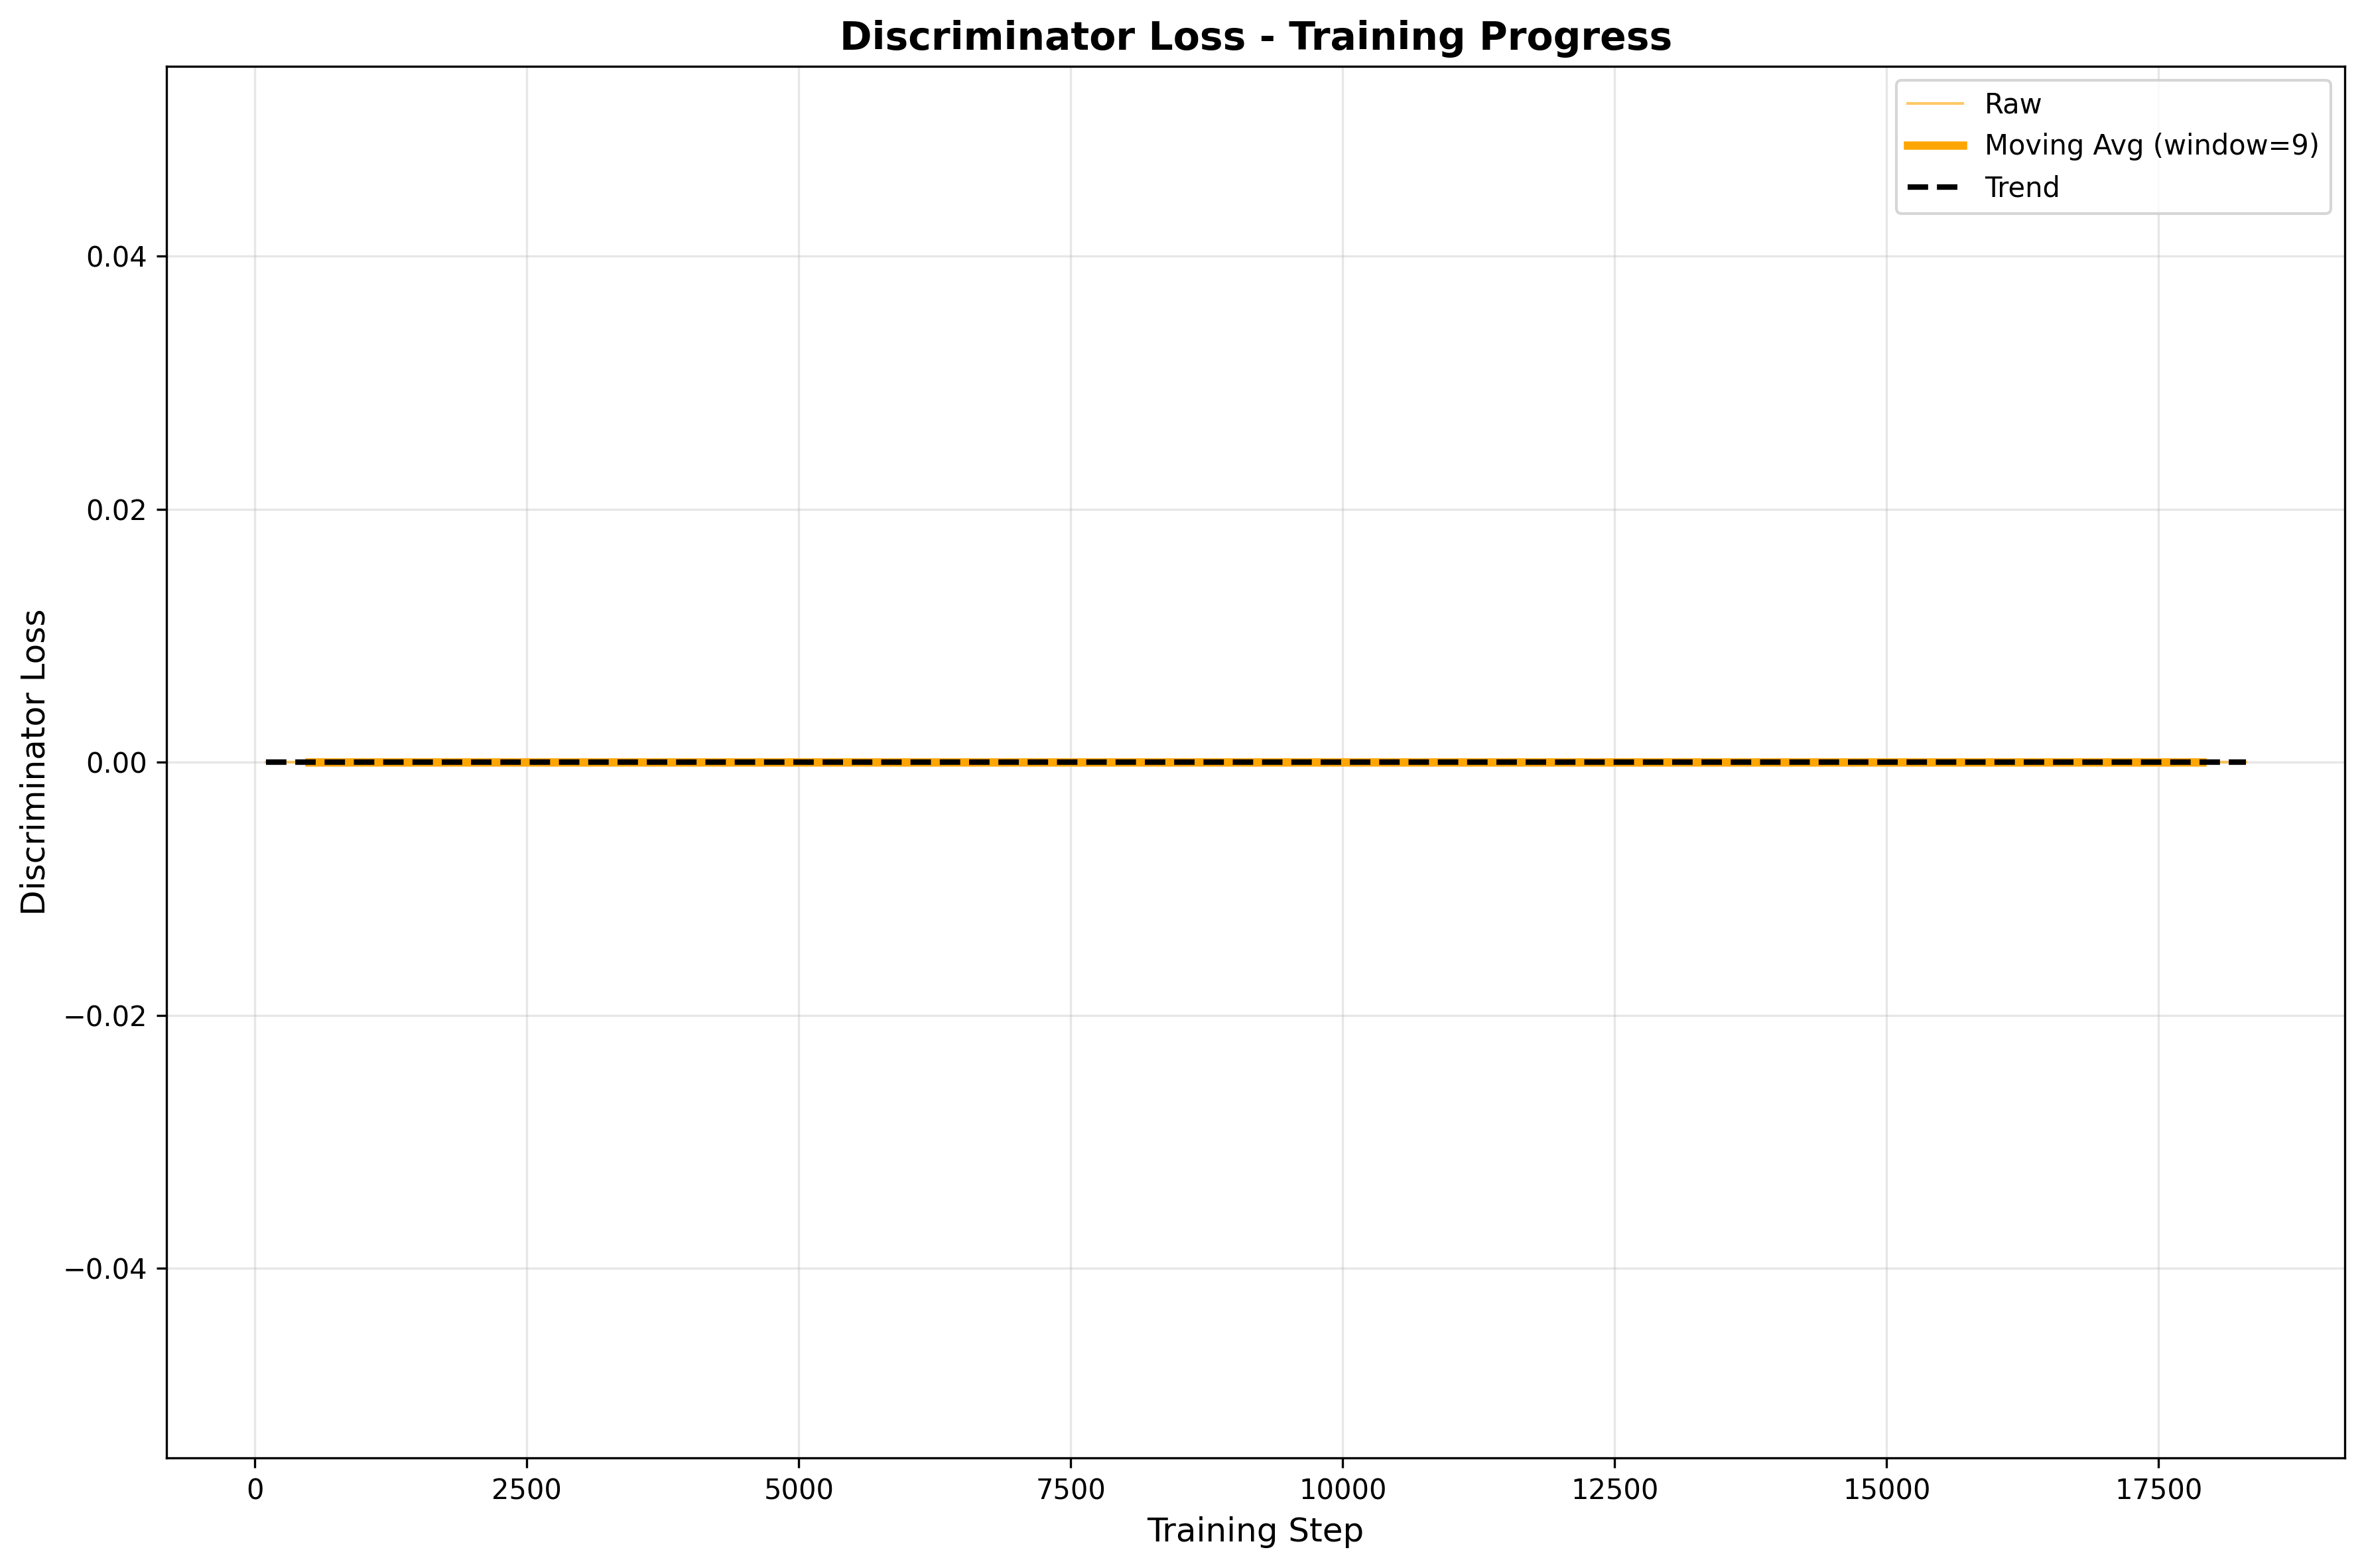 Discriminator Loss - Training Progress
Raw
Moving Avg (window=9)
Trend
Discriminator Loss
0.04
0.02
0.00
−0.02
−0.04
0 2500 5000 7500 10000 12500 15000 17500
Training Step